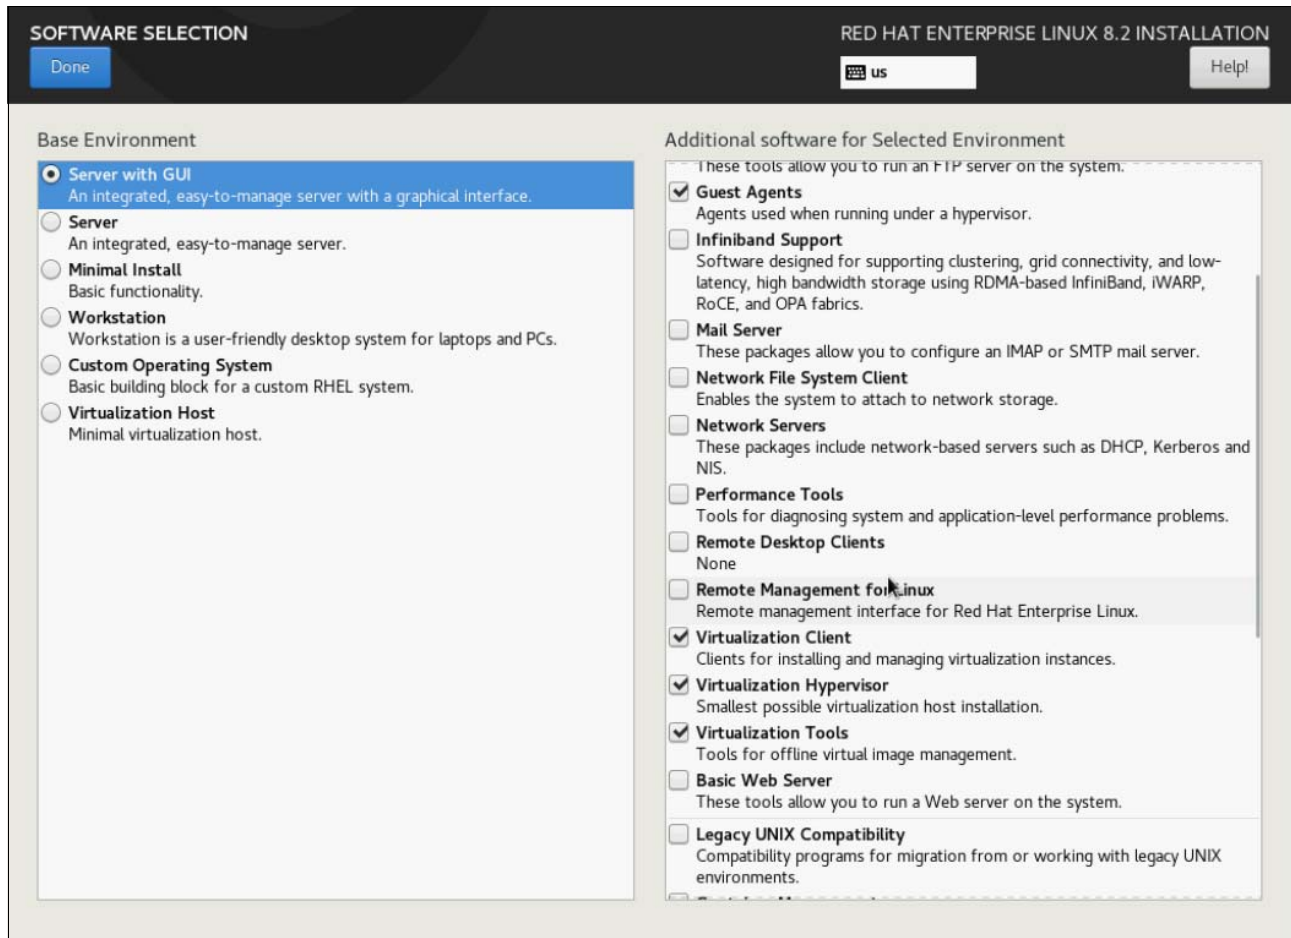 SOFTWARE SELECTION
RED HAT ENTERPRISE LINUX 8.2 INSTALLATION
Done
us
Help!
Base Environment
Server with GUI
An integrated, easy-to-manage server with a graphical interface.
Server
An integrated, easy-to-manage server.
Minimal Install
Basic functionality.
Workstation
Workstation is a user-friendly desktop system for laptops and PCs.
Custom Operating System
Basic building block for a custom RHEL system.
Virtualization Host
Minimal virtualization host.
Additional software for Selected Environment
These tools allow you to run an FTP server on the system.
Guest Agents
Agents used when running under a hypervisor.
Infiniband Support
Software designed for supporting clustering, grid connectivity, and low-
latency, high bandwidth storage using RDMA-based InfiniBand, iWARP,
RoCE, and OPA fabrics.
Mail Server
These packages allow you to configure an IMAP or SMTP mail server.
Network File System Client
Enables the system to attach to network storage.
Network Servers
These packages include network-based servers such as DHCP, Kerberos and
NIS.
Performance Tools
Tools for diagnosing system and application-level performance problems.
Remote Desktop Clients
None
Remote Management for Linux
Remote management interface for Red Hat Enterprise Linux.
Virtualization Client
Clients for installing and managing virtualization instances.
Virtualization Hypervisor
Smallest possible virtualization host installation.
Virtualization Tools
Tools for offline virtual image management.
Basic Web Server
These tools allow you to run a Web server on the system.
Legacy UNIX Compatibility
Compatibility programs for migration from or working with legacy UNIX
environments.